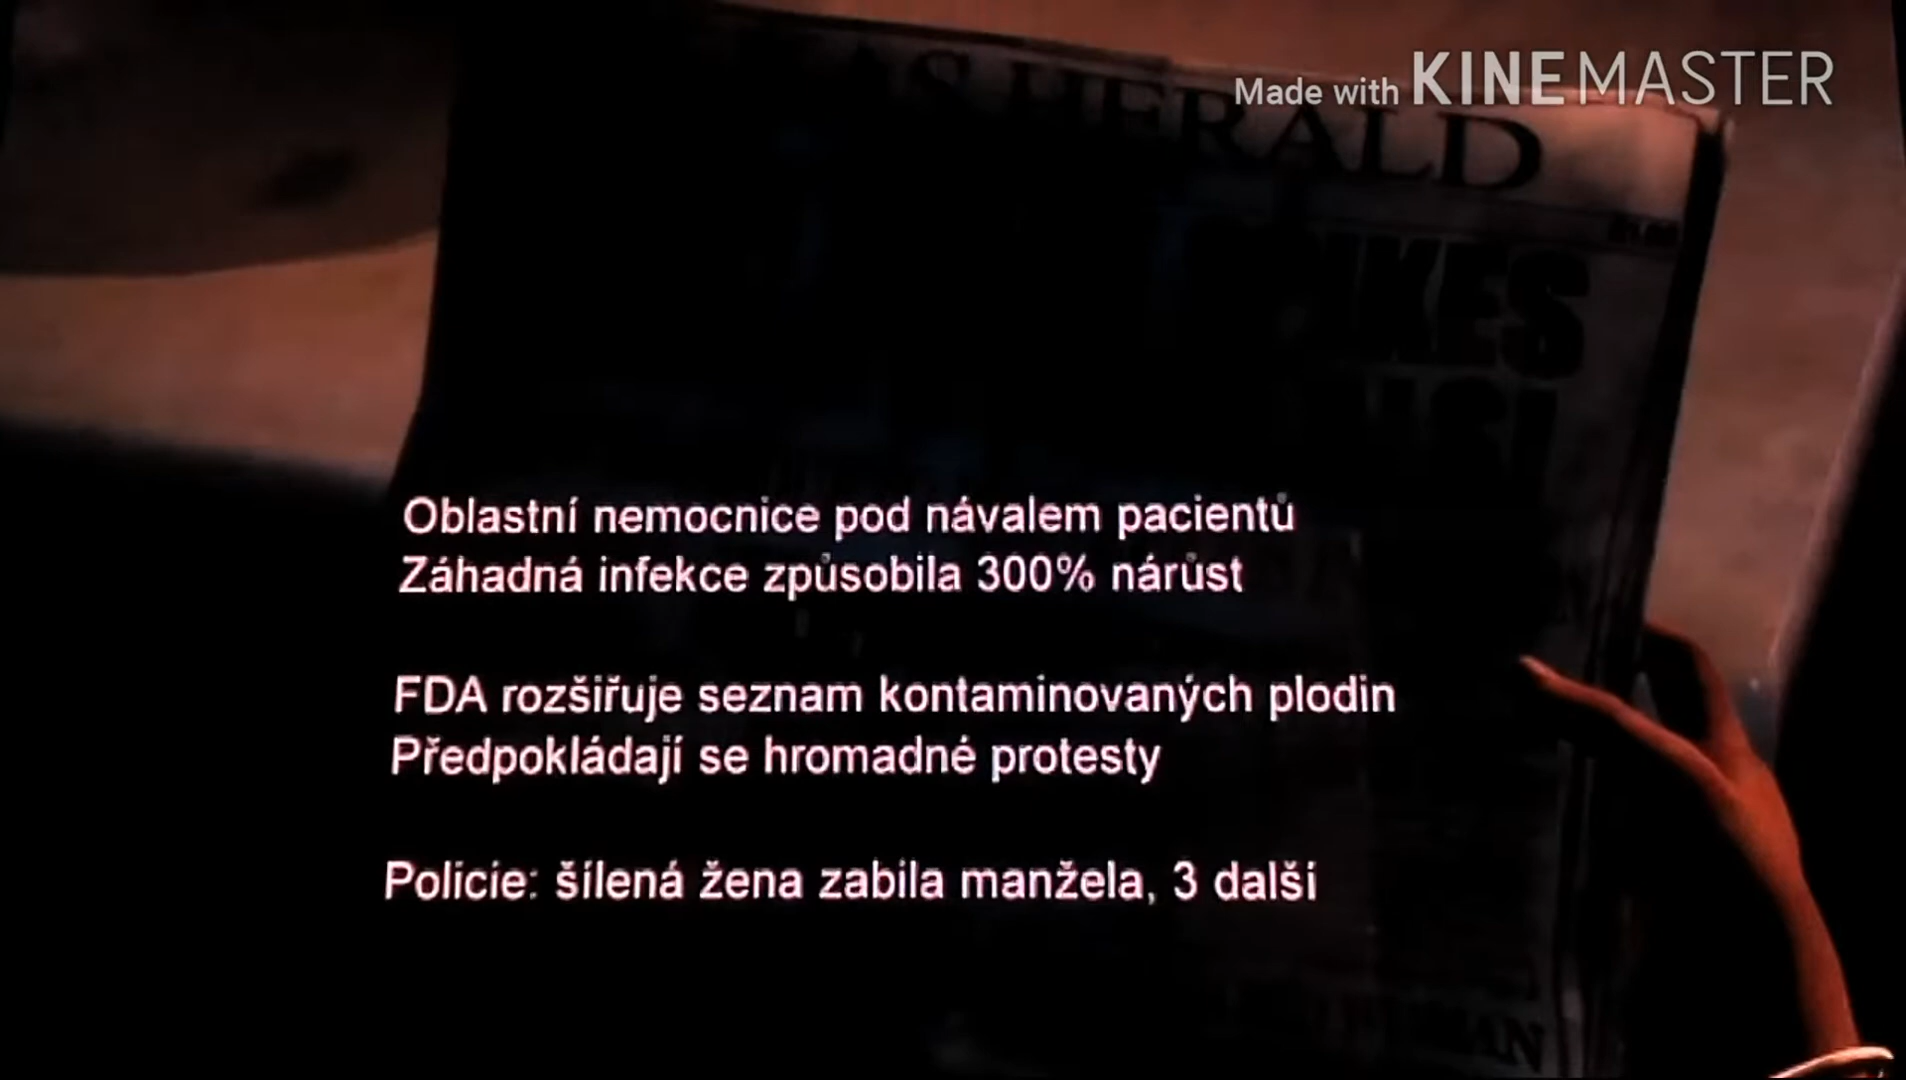 Made with KINEMASTER
S HERALD
KES
Oblastní nemocnice pod návalem pacientů
Záhadná infekce způsobila 300% nárůst
FDA rozšiřuje seznam kontaminovaných plodin
Předpokládají se hromadné protesty
Policie: šílená žena zabila manžela, 3 další